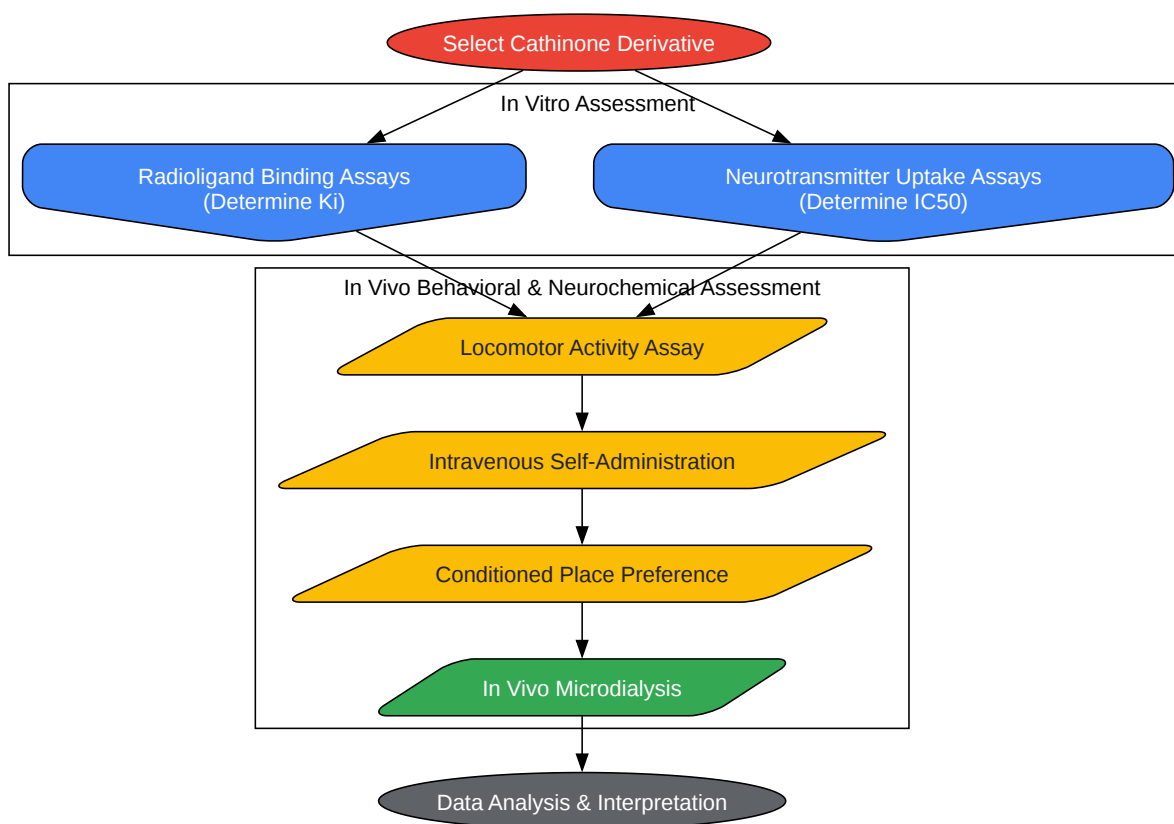 Select Cathinone Derivative
In Vitro Assessment
Radioligand Binding Assays
(Determine Ki)
Neurotransmitter Uptake Assays
(Determine IC50)
In Vivo Behavioral & Neurochemical Assessment
Locomotor Activity Assay
Intravenous Self-Administration
Conditioned Place Preference
In Vivo Microdialysis
Data Analysis & Interpretation